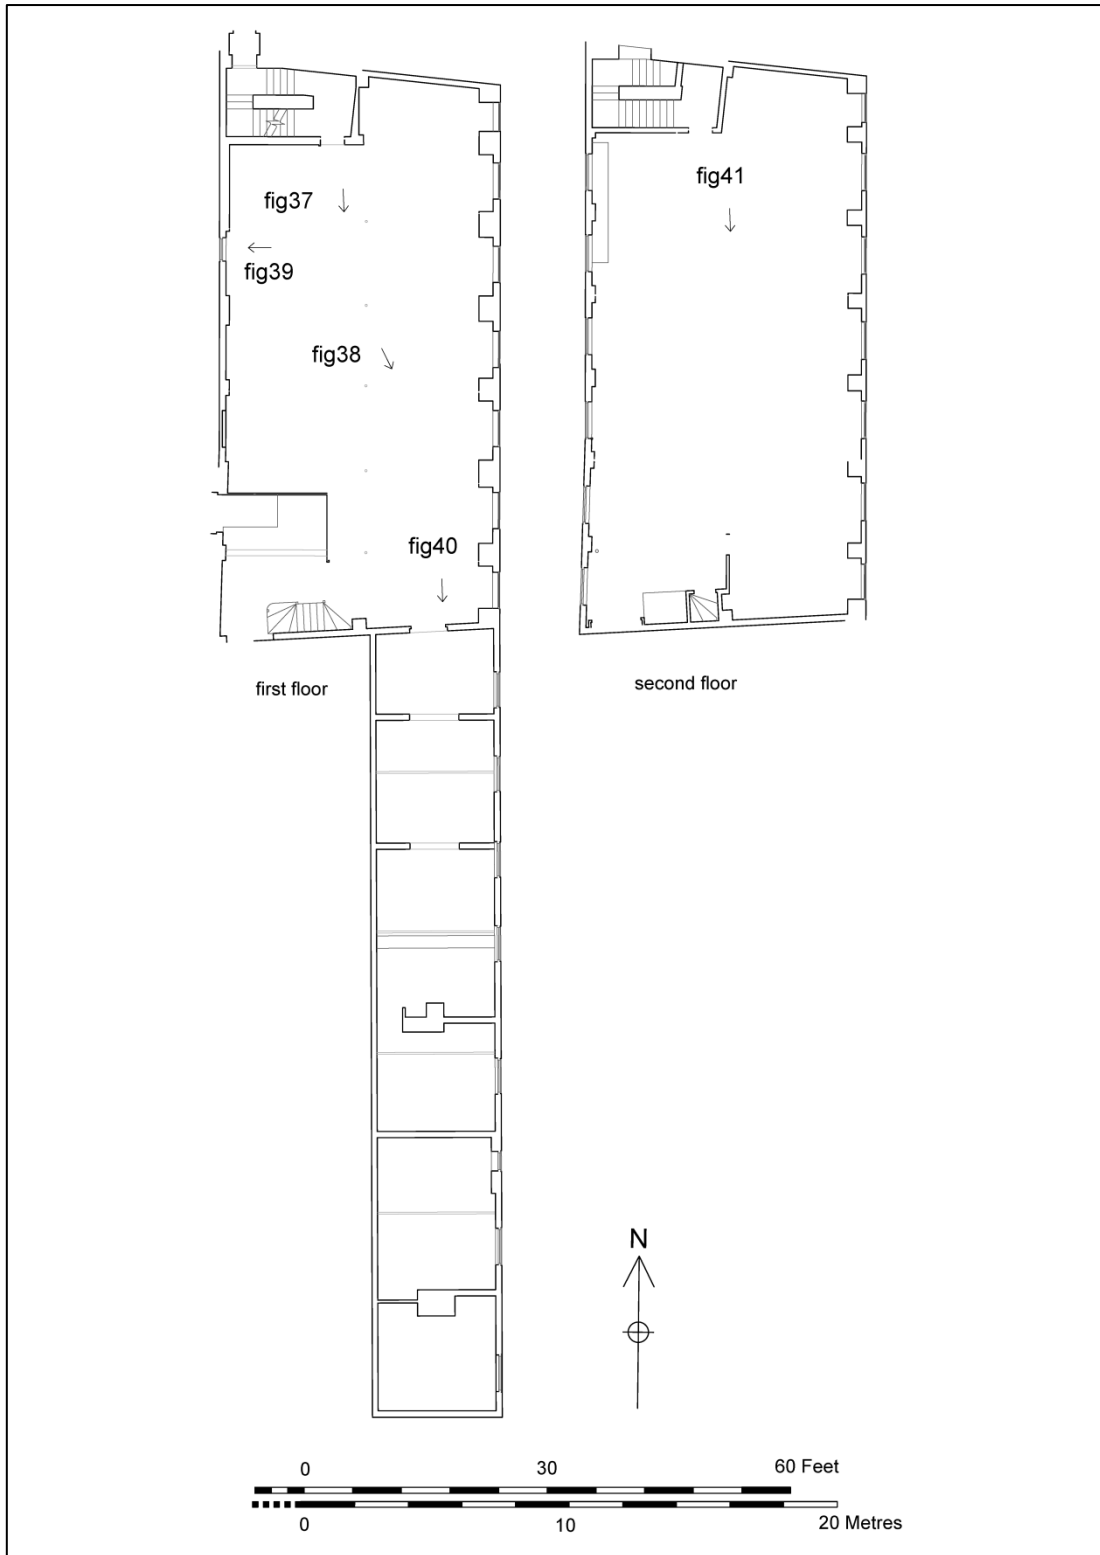 fig37
fig41
fig39
fig38
fig40
first floor
second floor
N
0 30 60 Feet
0 10 20 Metres